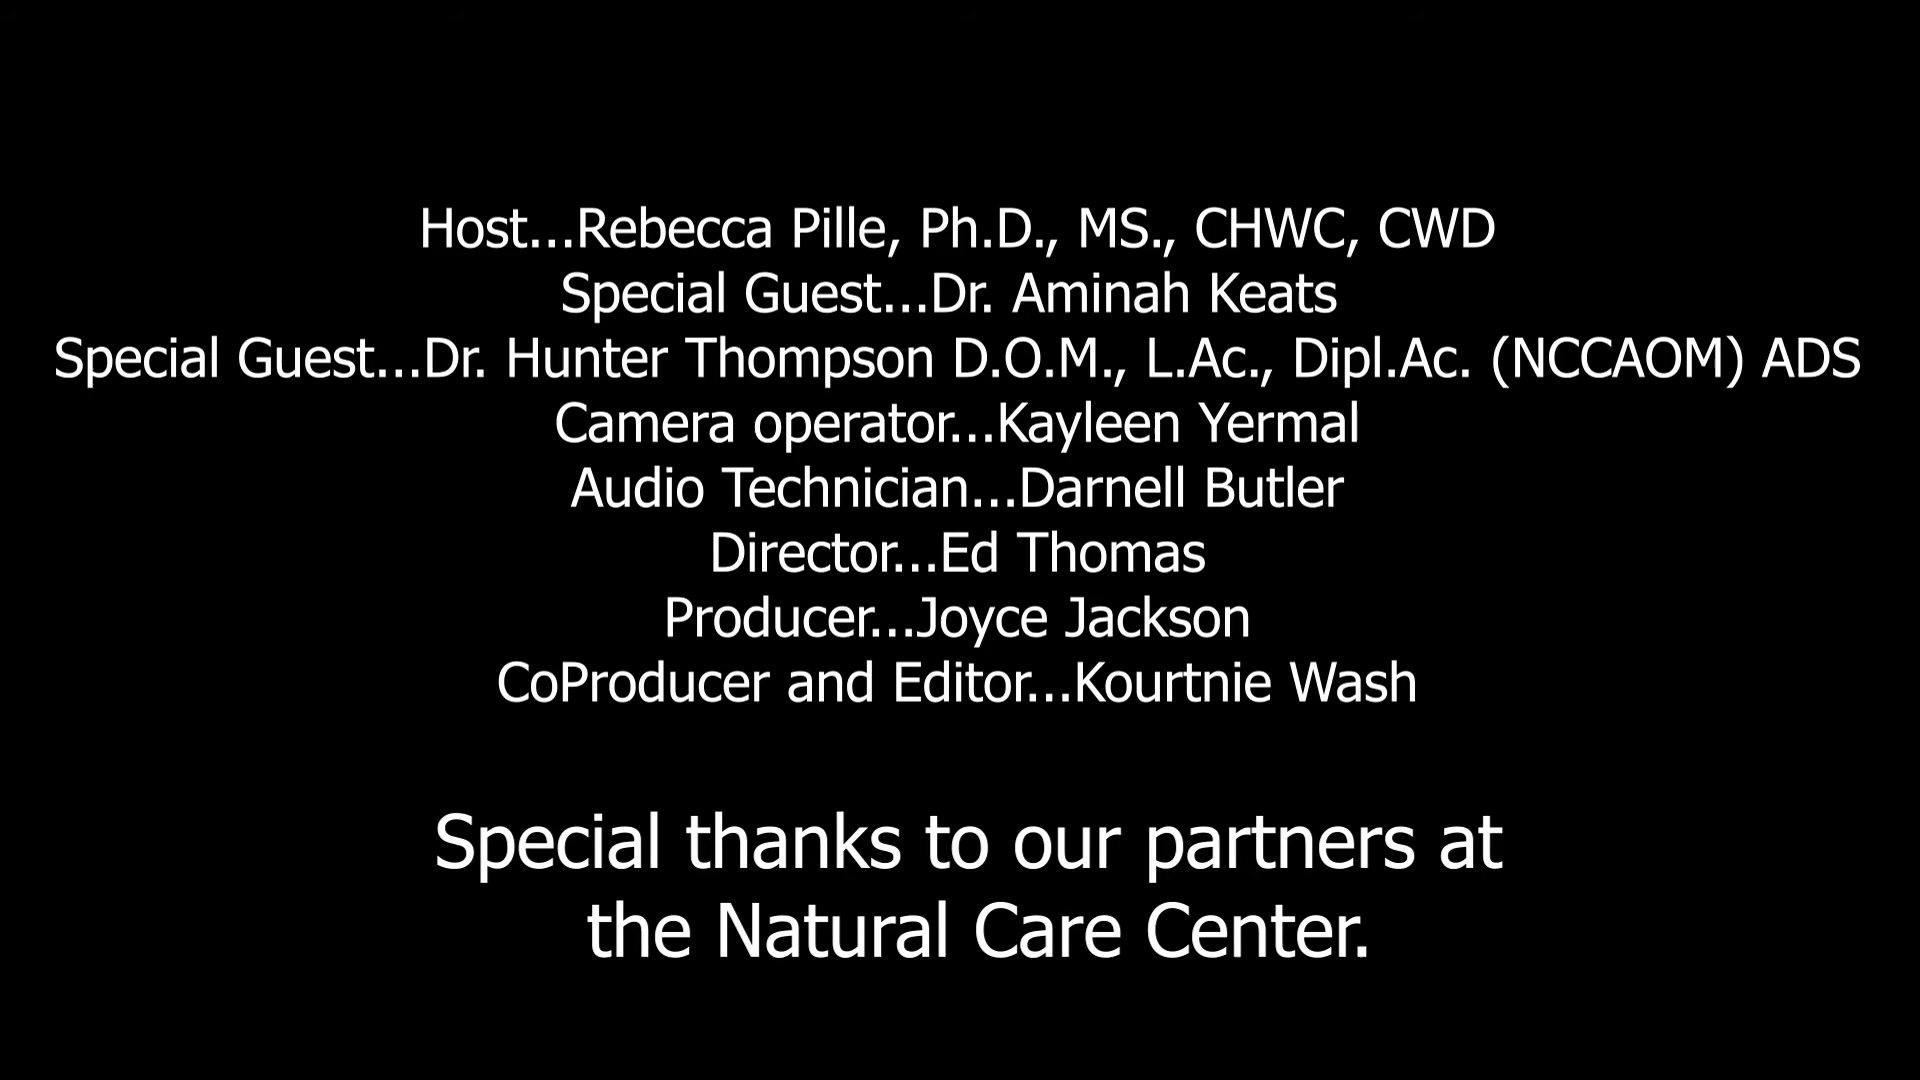 Host...Rebecca Pille, Ph.D., MS., CHWC, CWD
Special Guest...Dr. Aminah Keats
Special Guest...Dr. Hunter Thompson D.O.M., L.Ac., Dipl.Ac. (NCCAOM) ADS
Camera operator...Kayleen Yermal
Audio Technician...Darnell Butler
Director...Ed Thomas
Producer...Joyce Jackson
CoProducer and Editor...Kourtnie Wash
Special thanks to our partners at
the Natural Care Center.